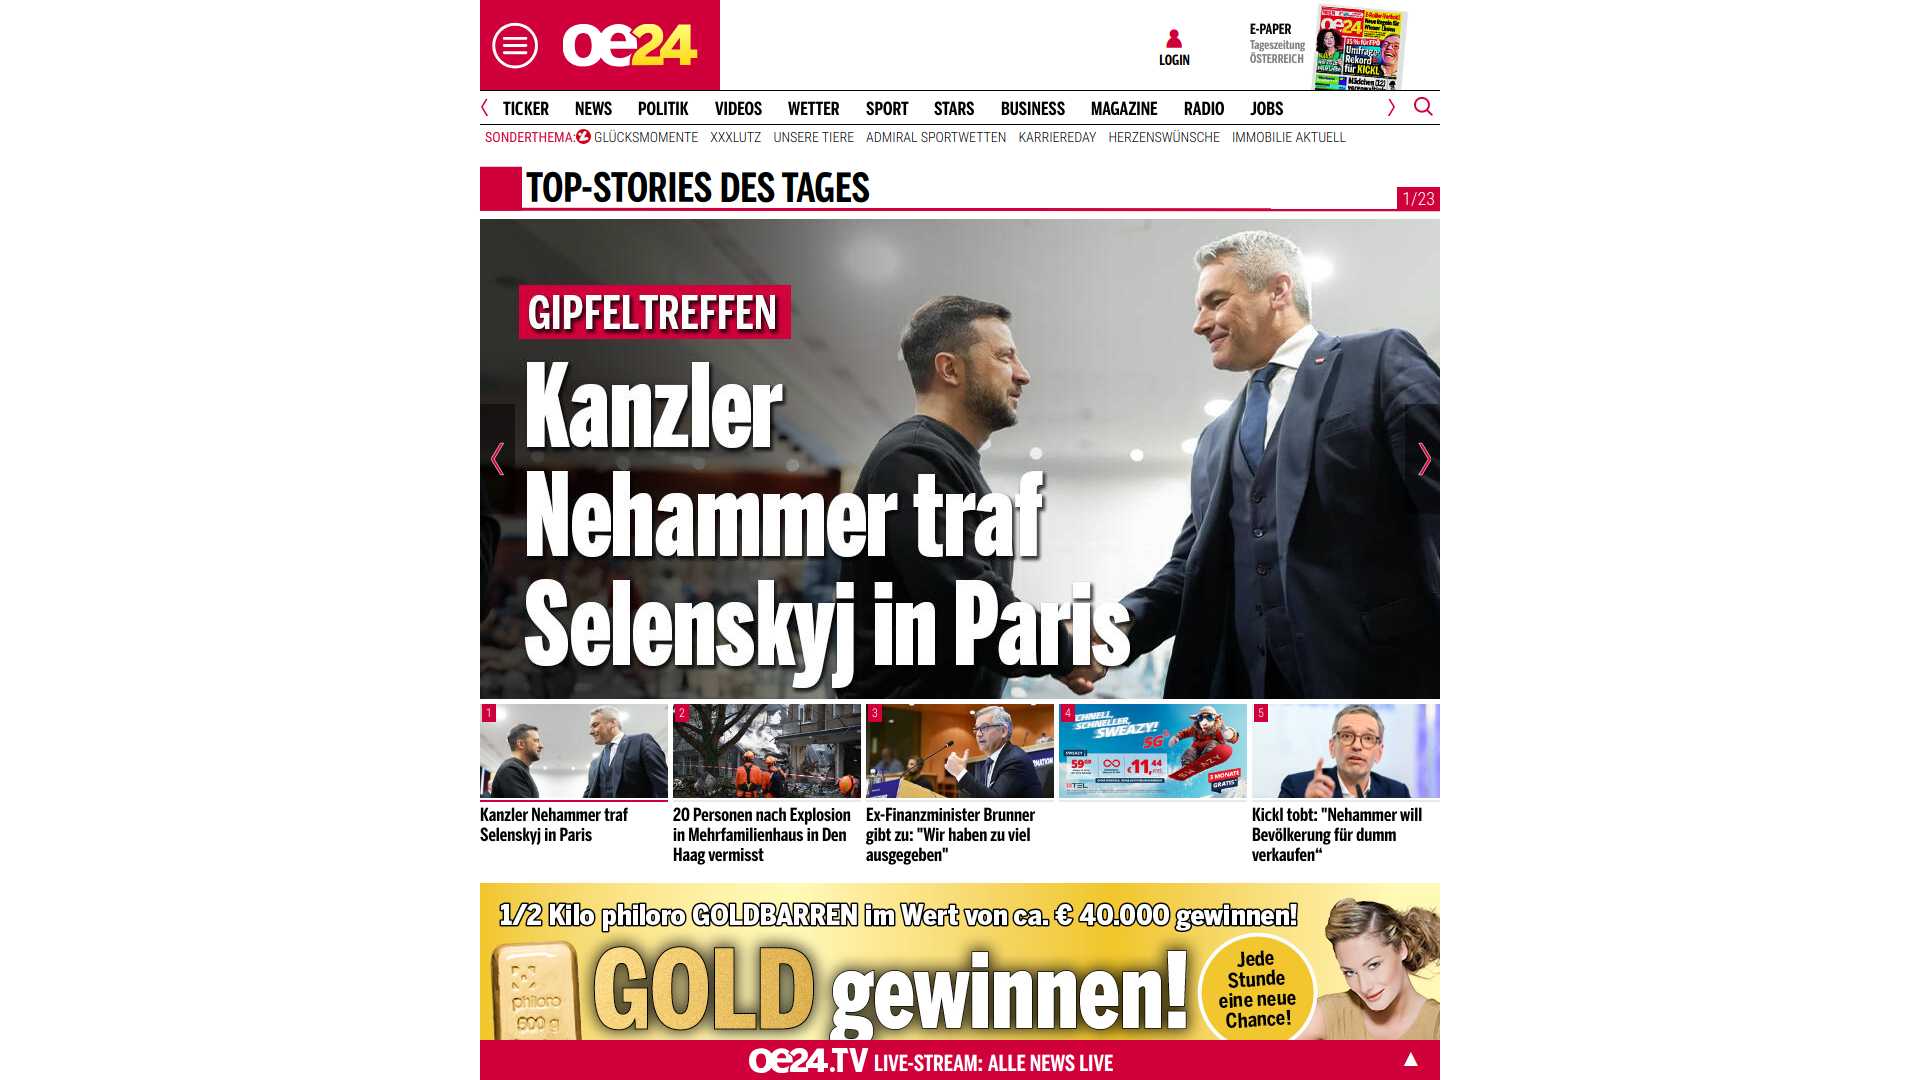 oe24
LOGIN
E-PAPER
Tageszeitung
ÖSTERREICH
oe24
Umfrage-
Rekord
für KICKL
TICKER NEWS POLITIK VIDEOS WETTER SPORT STARS BUSINESS MAGAZINE RADIO JOBS
SONDERTHEMA: GLÜCKSMOMENTE XXXLUTZ UNSERE TIERE ADMIRAL SPORTWETTEN KARRIEREDAY HERZENSWÜNSCHE IMMOBILIE AKTUELL
TOP-STORIES DES TAGES
1/23
GIPFELTREFFEN
Kanzler
Nehammer traf
Selenskyj in Paris
1
2
3
4
5
SCHNELL,
SCHNELLER,
SWEAZY!
5G
€11,44
3 MONATE
GRATIS*
Kanzler Nehammer traf
Selenskyj in Paris
20 Personen nach Explosion
in Mehrfamilienhaus in Den
Haag vermisst
Ex-Finanzminister Brunner
gibt zu: "Wir haben zu viel
ausgegeben"
Kickl tobt: "Nehammer will
Bevölkerung für dumm
verkaufen“
1/2 Kilo philoro GOLDBARREN im Wert von ca. € 40.000 gewinnen!
philoro
500 g
GOLD gewinnen!
Jede
Stunde
eine neue
Chance!
oe24.TV LIVE-STREAM: ALLE NEWS LIVE